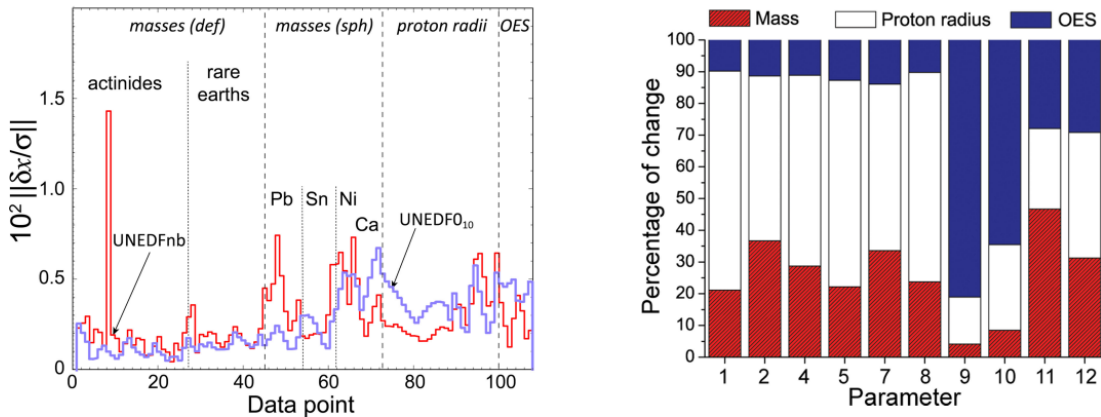 masses (def)
masses (sph)
proton radii
OES
actinides
rare
earths
Pb
Sn
Ni
Ca
UNEDFnb
UNEDF0₁₀
10² ||δx/σ||
1.5
1.0
0.5
0
0
20
40
60
80
100
Data point
Mass
Proton radius
OES
Percentage of change
100
90
80
70
60
50
40
30
20
10
0
1 2 4 5 7 8 9 10 11 12
Parameter